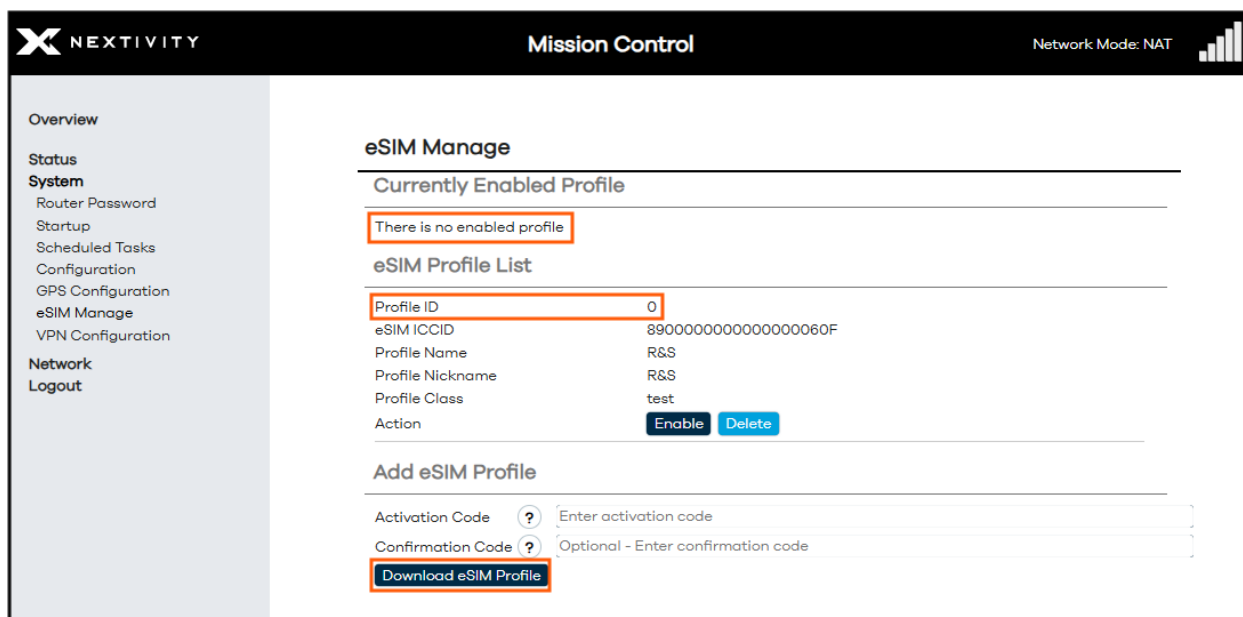 NEXTIVITY
Mission Control
Network Mode: NAT
Overview
Status
System
Router Password
Startup
Scheduled Tasks
Configuration
GPS Configuration
eSIM Manage
VPN Configuration
Network
Logout
eSIM Manage
Currently Enabled Profile
There is no enabled profile
eSIM Profile List
Profile ID 0
eSIM ICCID 8900000000000000060F
Profile Name R&S
Profile Nickname R&S
Profile Class test
Action Enable Delete
Add eSIM Profile
Activation Code ? Enter activation code
Confirmation Code ? Optional - Enter confirmation code
Download eSIM Profile